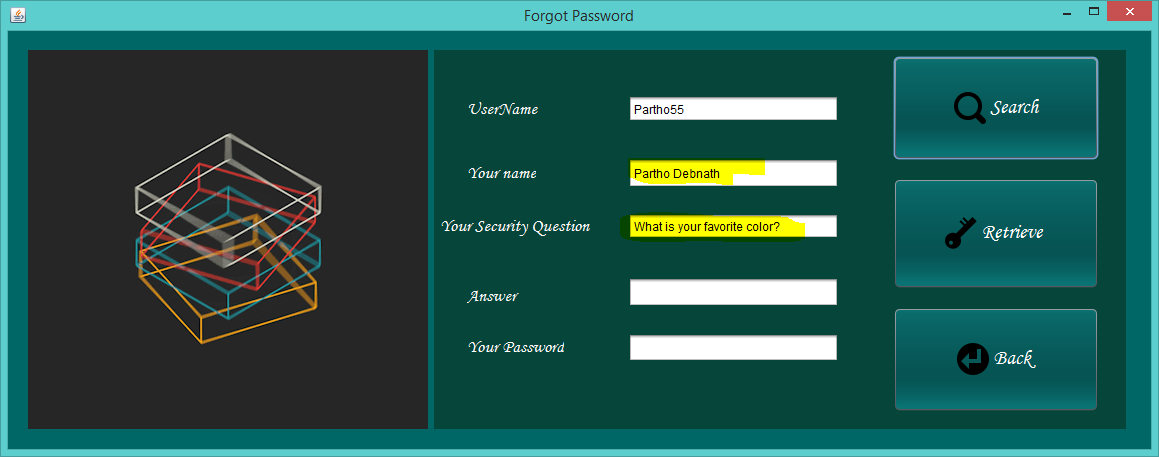 Forgot Password
UserName
Partho55
Search
Your name
Partho Debnath
Your Security Question
What is your favorite color?
Retrieve
Answer
Your Password
Back